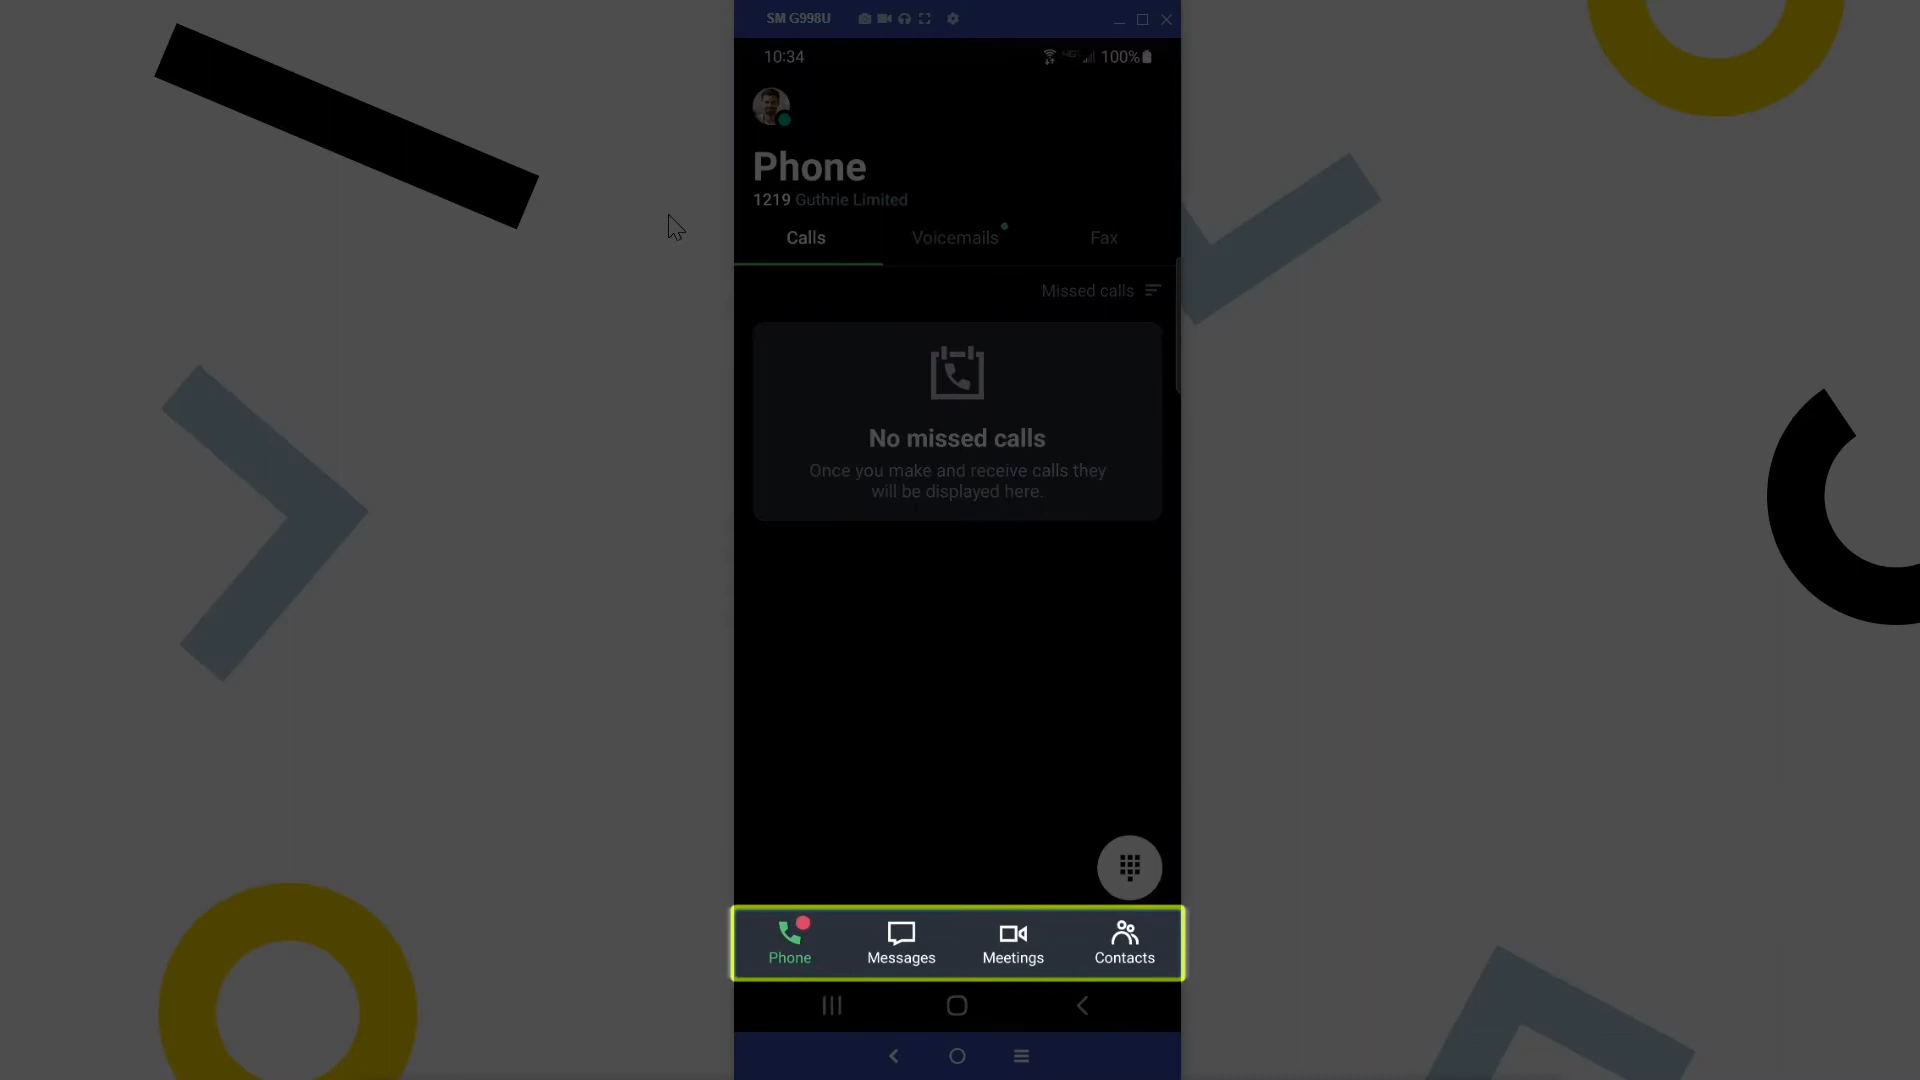 SM G998U
10:34
100%
Phone
1219 Guthrie Limited
Calls
Voicemails
Fax
Missed calls
No missed calls
Once you make and receive calls they
will be displayed here.
Phone
Messages
Meetings
Contacts